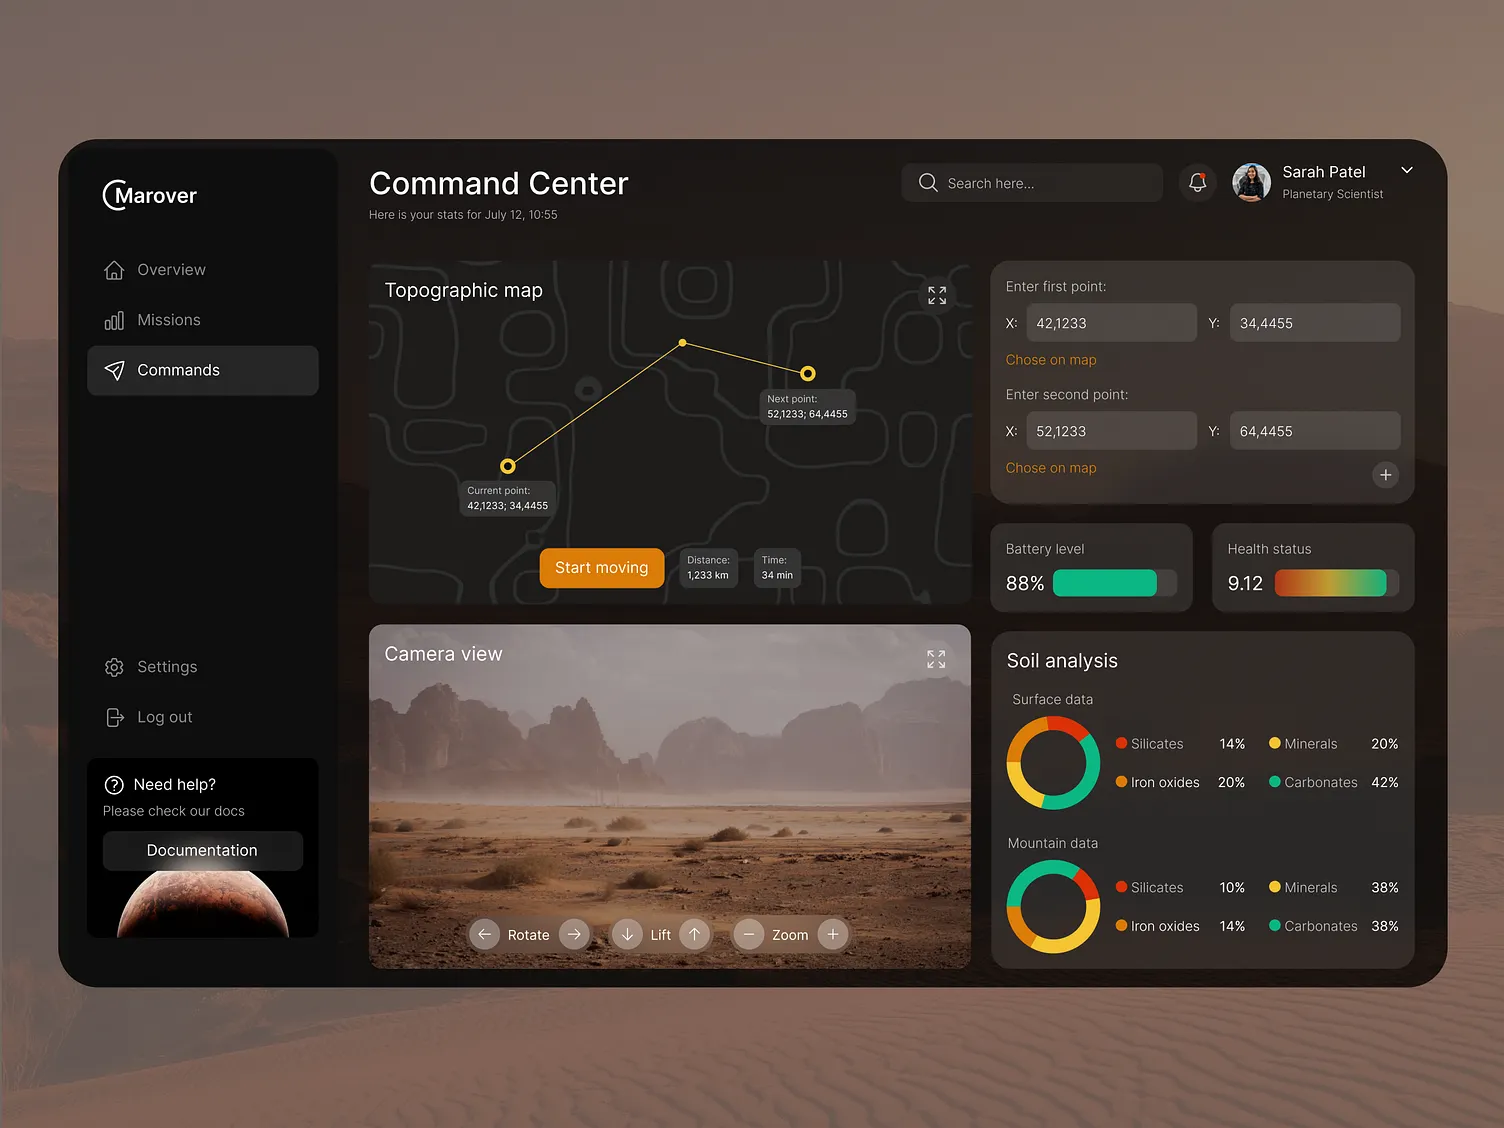 Marover
Overview
Missions
Commands
Settings
Log out
Need help?
Please check our docs
Documentation
Command Center
Here is your stats for July 12, 10:55
Search here...
Sarah Patel
Planetary Scientist
Topographic map
Next point:
52,1233; 64,4455
Current point:
42,1233; 34,4455
Start moving
Distance:
1,233 km
Time:
34 min
Camera view
Rotate
Lift
Zoom
Enter first point:
X: 42,1233 Y: 34,4455
Chose on map
Enter second point:
X: 52,1233 Y: 64,4455
Chose on map
Battery level
88%
Health status
9.12
Soil analysis
Surface data
Silicates 14% Minerals 20%
Iron oxides 20% Carbonates 42%
Mountain data
Silicates 10% Minerals 38%
Iron oxides 14% Carbonates 38%